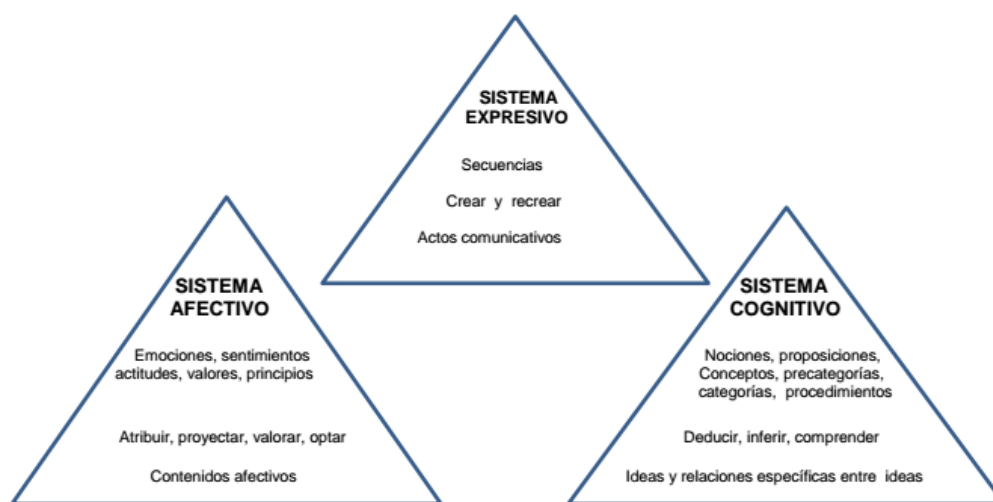 SISTEMA
EXPRESIVO
Secuencias
Crear y recrear
Actos comunicativos
SISTEMA
AFECTIVO
Emociones, sentimientos
actitudes, valores, principios
Atribuir, proyectar, valorar, optar
Contenidos afectivos
SISTEMA
COGNITIVO
Nociones, proposiciones,
Conceptos, precategorías,
categorías, procedimientos
Deducir, inferir, comprender
Ideas y relaciones específicas entre ideas